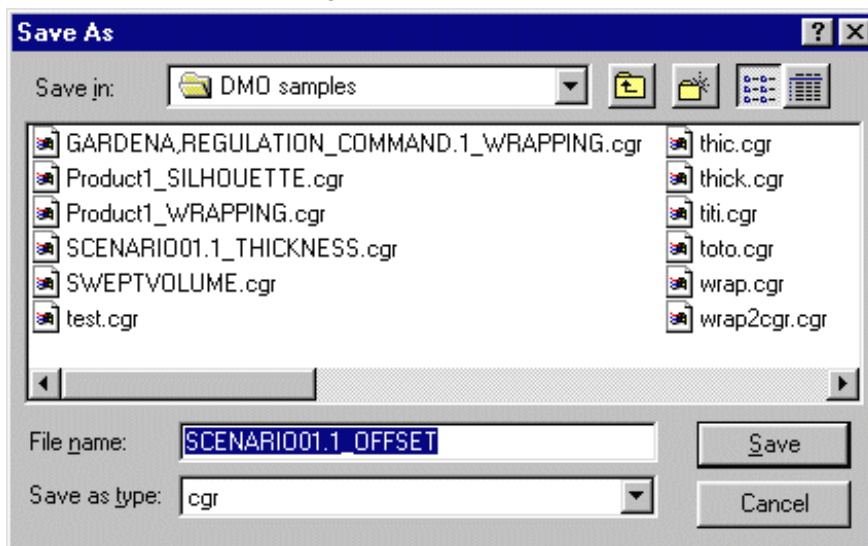 Save As
Save in: DMO samples
GARDENA,REGULATION_COMMAND.1_WRAPPING.cgr
Product1_SILHOUETTE.cgr
Product1_WRAPPING.cgr
SCENARIO01.1_THICKNESS.cgr
SWEPTVOLUME.cgr
test.cgr
thic.cgr
thick.cgr
titi.cgr
toto.cgr
wrap.cgr
wrap2cgr.cgr
File name: SCENARIO01.1_OFFSET
Save
Save as type: cgr
Cancel